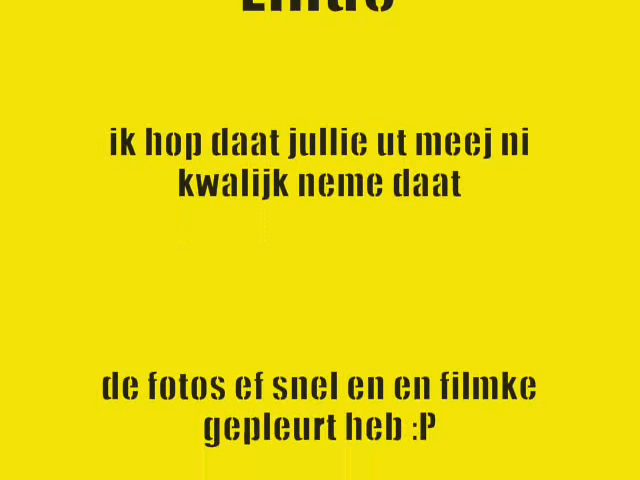 ik hop daat jullie ut meej ni
kwalijk neme daat
de fotos ef snel en en filmke
gepleurt heb :P